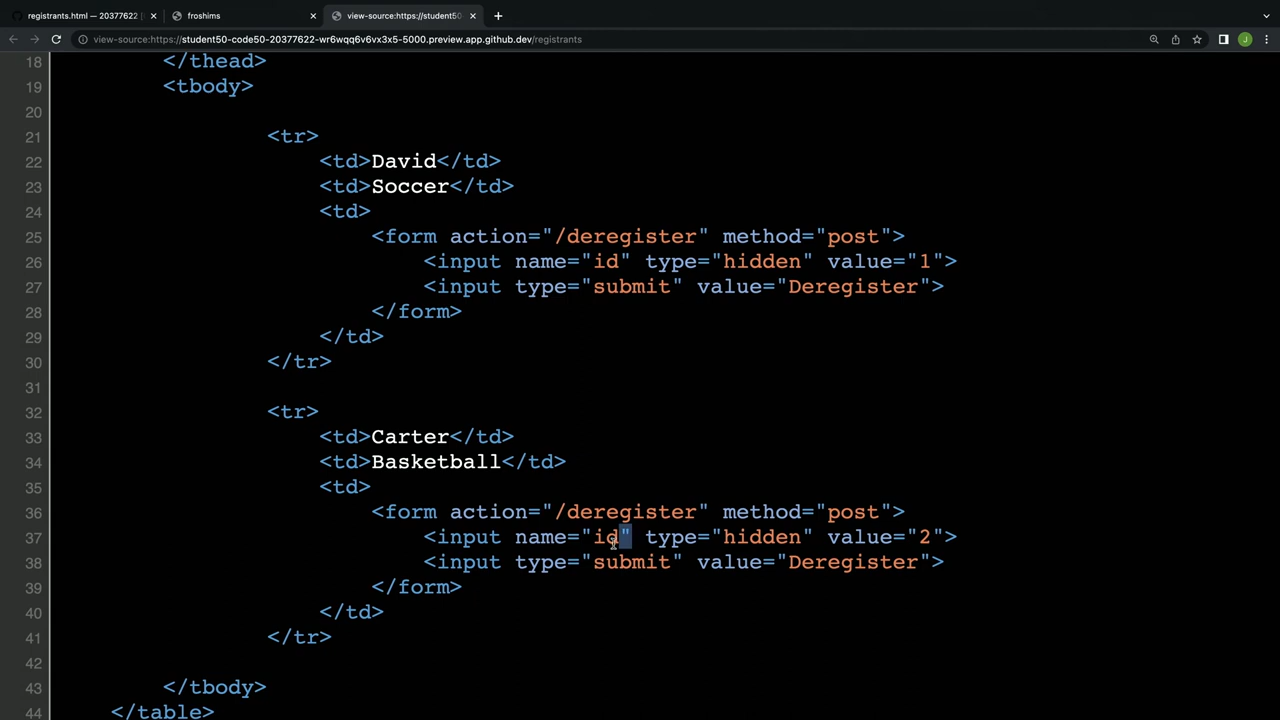 registrants.html — 20377622
froshims
view-source:https://student50
view-source:https://student50-code50-20377622-wr6wqq6v6vx3x5-5000.preview.app.github.dev/registrants
J
18 </thead>
19 <tbody>
20
21 <tr>
22 <td>David</td>
23 <td>Soccer</td>
24 <td>
25 <form action="/deregister" method="post">
26 <input name="id" type="hidden" value="1">
27 <input type="submit" value="Deregister">
28 </form>
29 </td>
30 </tr>
31
32 <tr>
33 <td>Carter</td>
34 <td>Basketball</td>
35 <td>
36 <form action="/deregister" method="post">
37 <input name="id" type="hidden" value="2">
38 <input type="submit" value="Deregister">
39 </form>
40 </td>
41 </tr>
42
43 </tbody>
44 </table>